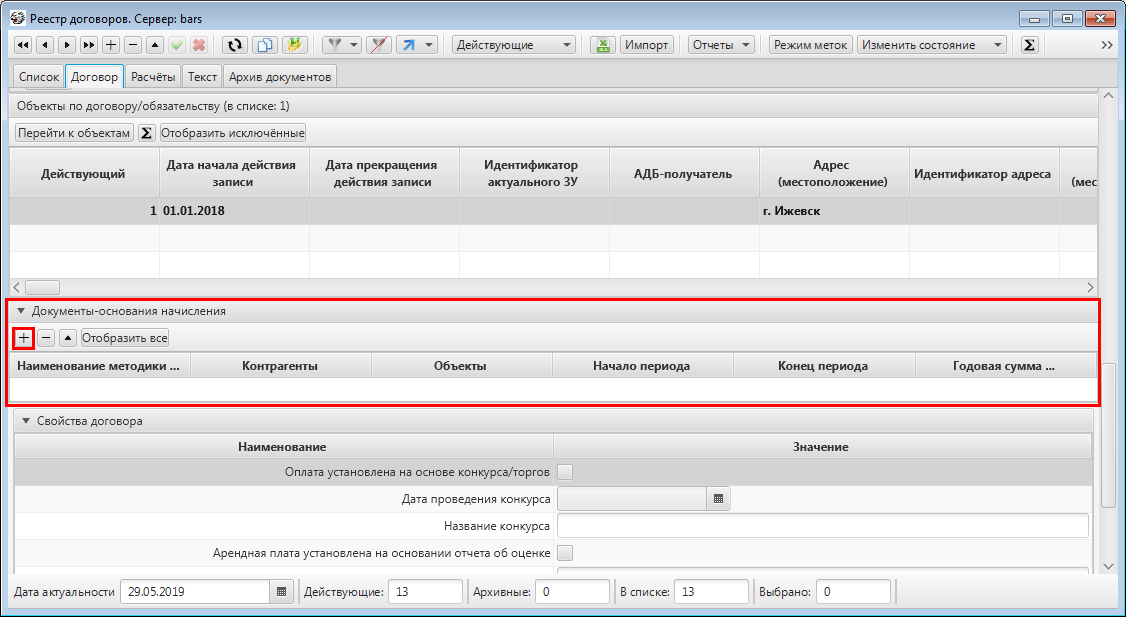 Реестр договоров. Сервер: bars
Действующие Импорт Отчеты Режим меток Изменить состояние Σ
Список Договор Расчёты Текст Архив документов
Объекты по договору/обязательству (в списке: 1)
Перейти к объектам Σ Отобразить исключённые
Действующий Дата начала действия записи Дата прекращения действия записи Идентификатор актуального ЗУ АДБ-получатель Адрес (местоположение) Идентификатор адреса (мес
1 01.01.2018 г. Ижевск
Документы-основания начисления
Отобразить все
Наименование методики ... Контрагенты Объекты Начало периода Конец периода Годовая сумма ...
Свойства договора
Наименование Значение
Оплата установлена на основе конкурса/торгов
Дата проведения конкурса
Название конкурса
Арендная плата установлена на основании отчета об оценке
Дата актуальности 29.05.2019 Действующие: 13 Архивные: 0 В списке: 13 Выбрано: 0